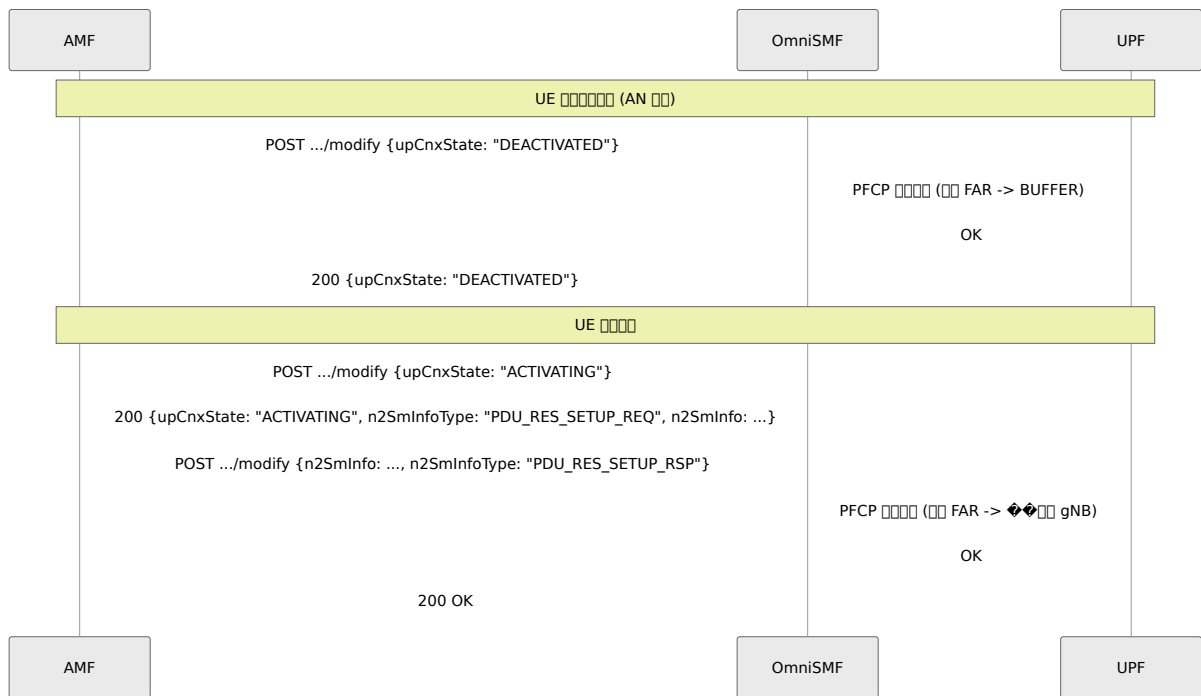 AMF
OmniSMF
UPF
UE (AN )
POST .../modify {upCnxState: "DEACTIVATED"}
PFCP ( FAR -> BUFFER)
OK
200 {upCnxState: "DEACTIVATED"}
UE
POST .../modify {upCnxState: "ACTIVATING"}
200 {upCnxState: "ACTIVATING", n2SmInfoType: "PDU_RES_SETUP_REQ", n2SmInfo: ...}
POST .../modify {n2SmInfo: ..., n2SmInfoType: "PDU_RES_SETUP_RSP"}
PFCP ( FAR -> gNB)
OK
200 OK
AMF
OmniSMF
UPF